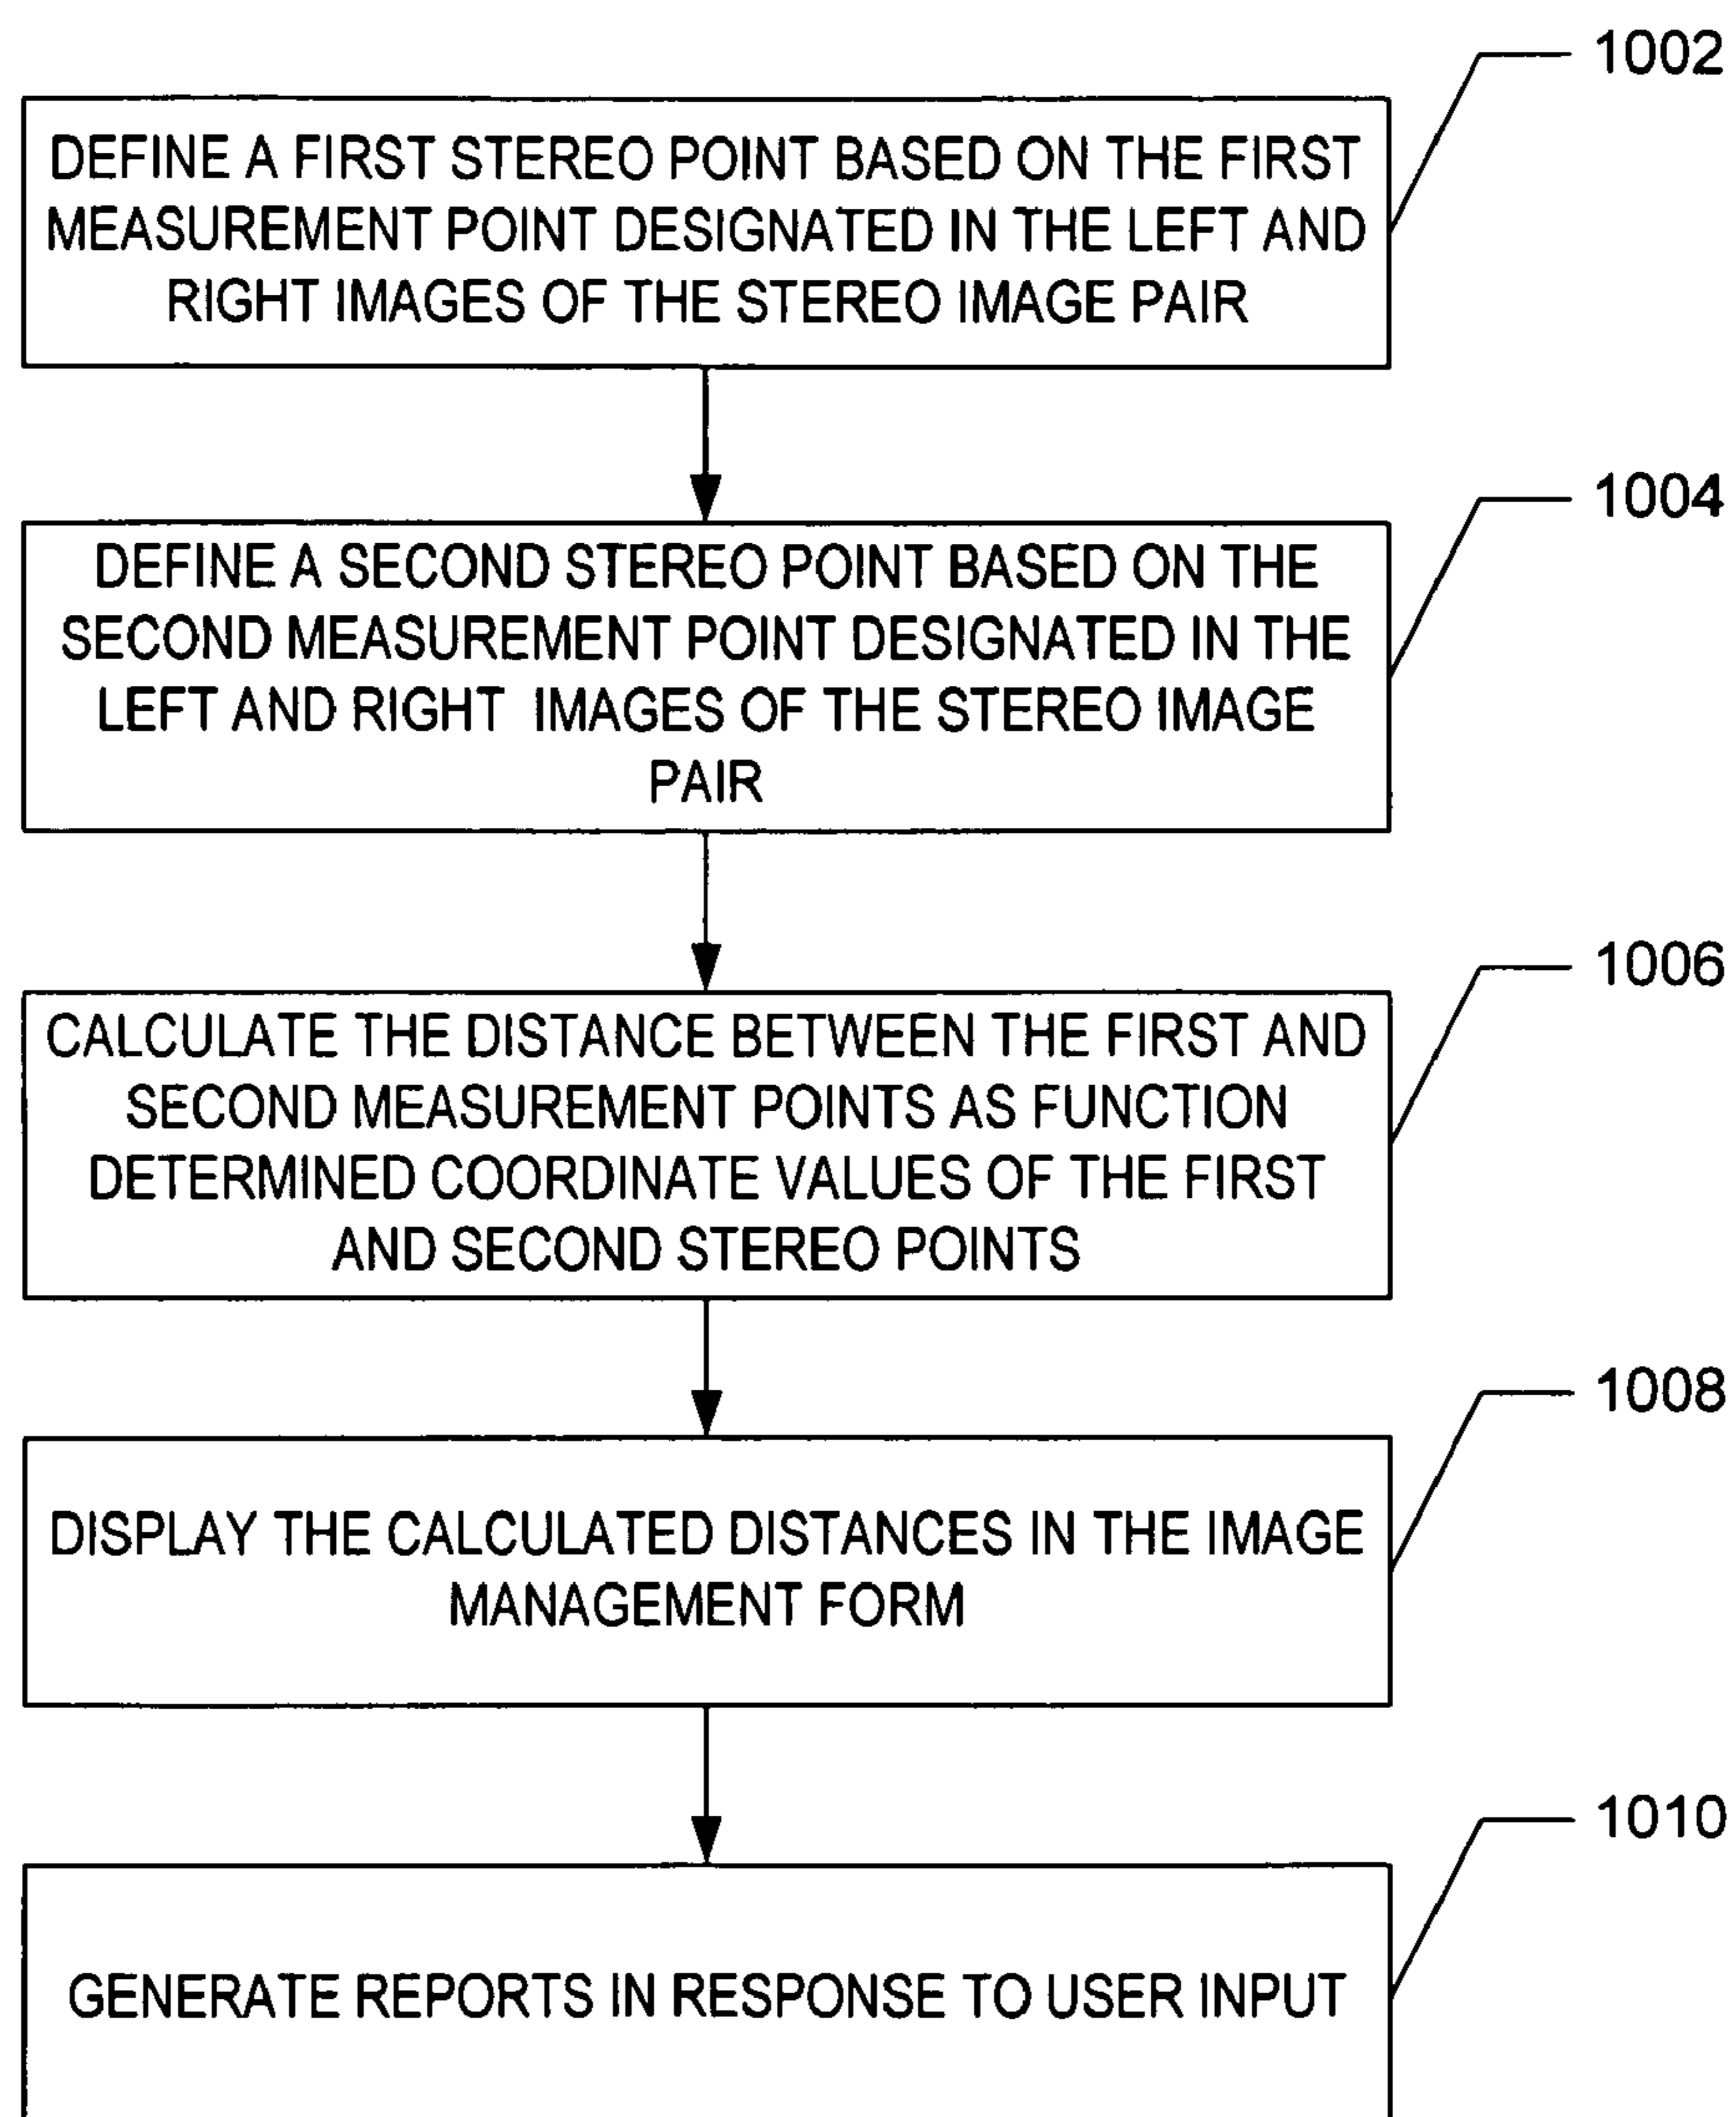 1002
DEFINE A FIRST STEREO POINT BASED ON THE FIRST
MEASUREMENT POINT DESIGNATED IN THE LEFT AND
RIGHT IMAGES OF THE STEREO IMAGE PAIR
1004
DEFINE A SECOND STEREO POINT BASED ON THE
SECOND MEASUREMENT POINT DESIGNATED IN THE
LEFT AND RIGHT IMAGES OF THE STEREO IMAGE
PAIR
1006
CALCULATE THE DISTANCE BETWEEN THE FIRST AND
SECOND MEASUREMENT POINTS AS FUNCTION
DETERMINED COORDINATE VALUES OF THE FIRST
AND SECOND STEREO POINTS
1008
DISPLAY THE CALCULATED DISTANCES IN THE IMAGE
MANAGEMENT FORM
1010
GENERATE REPORTS IN RESPONSE TO USER INPUT